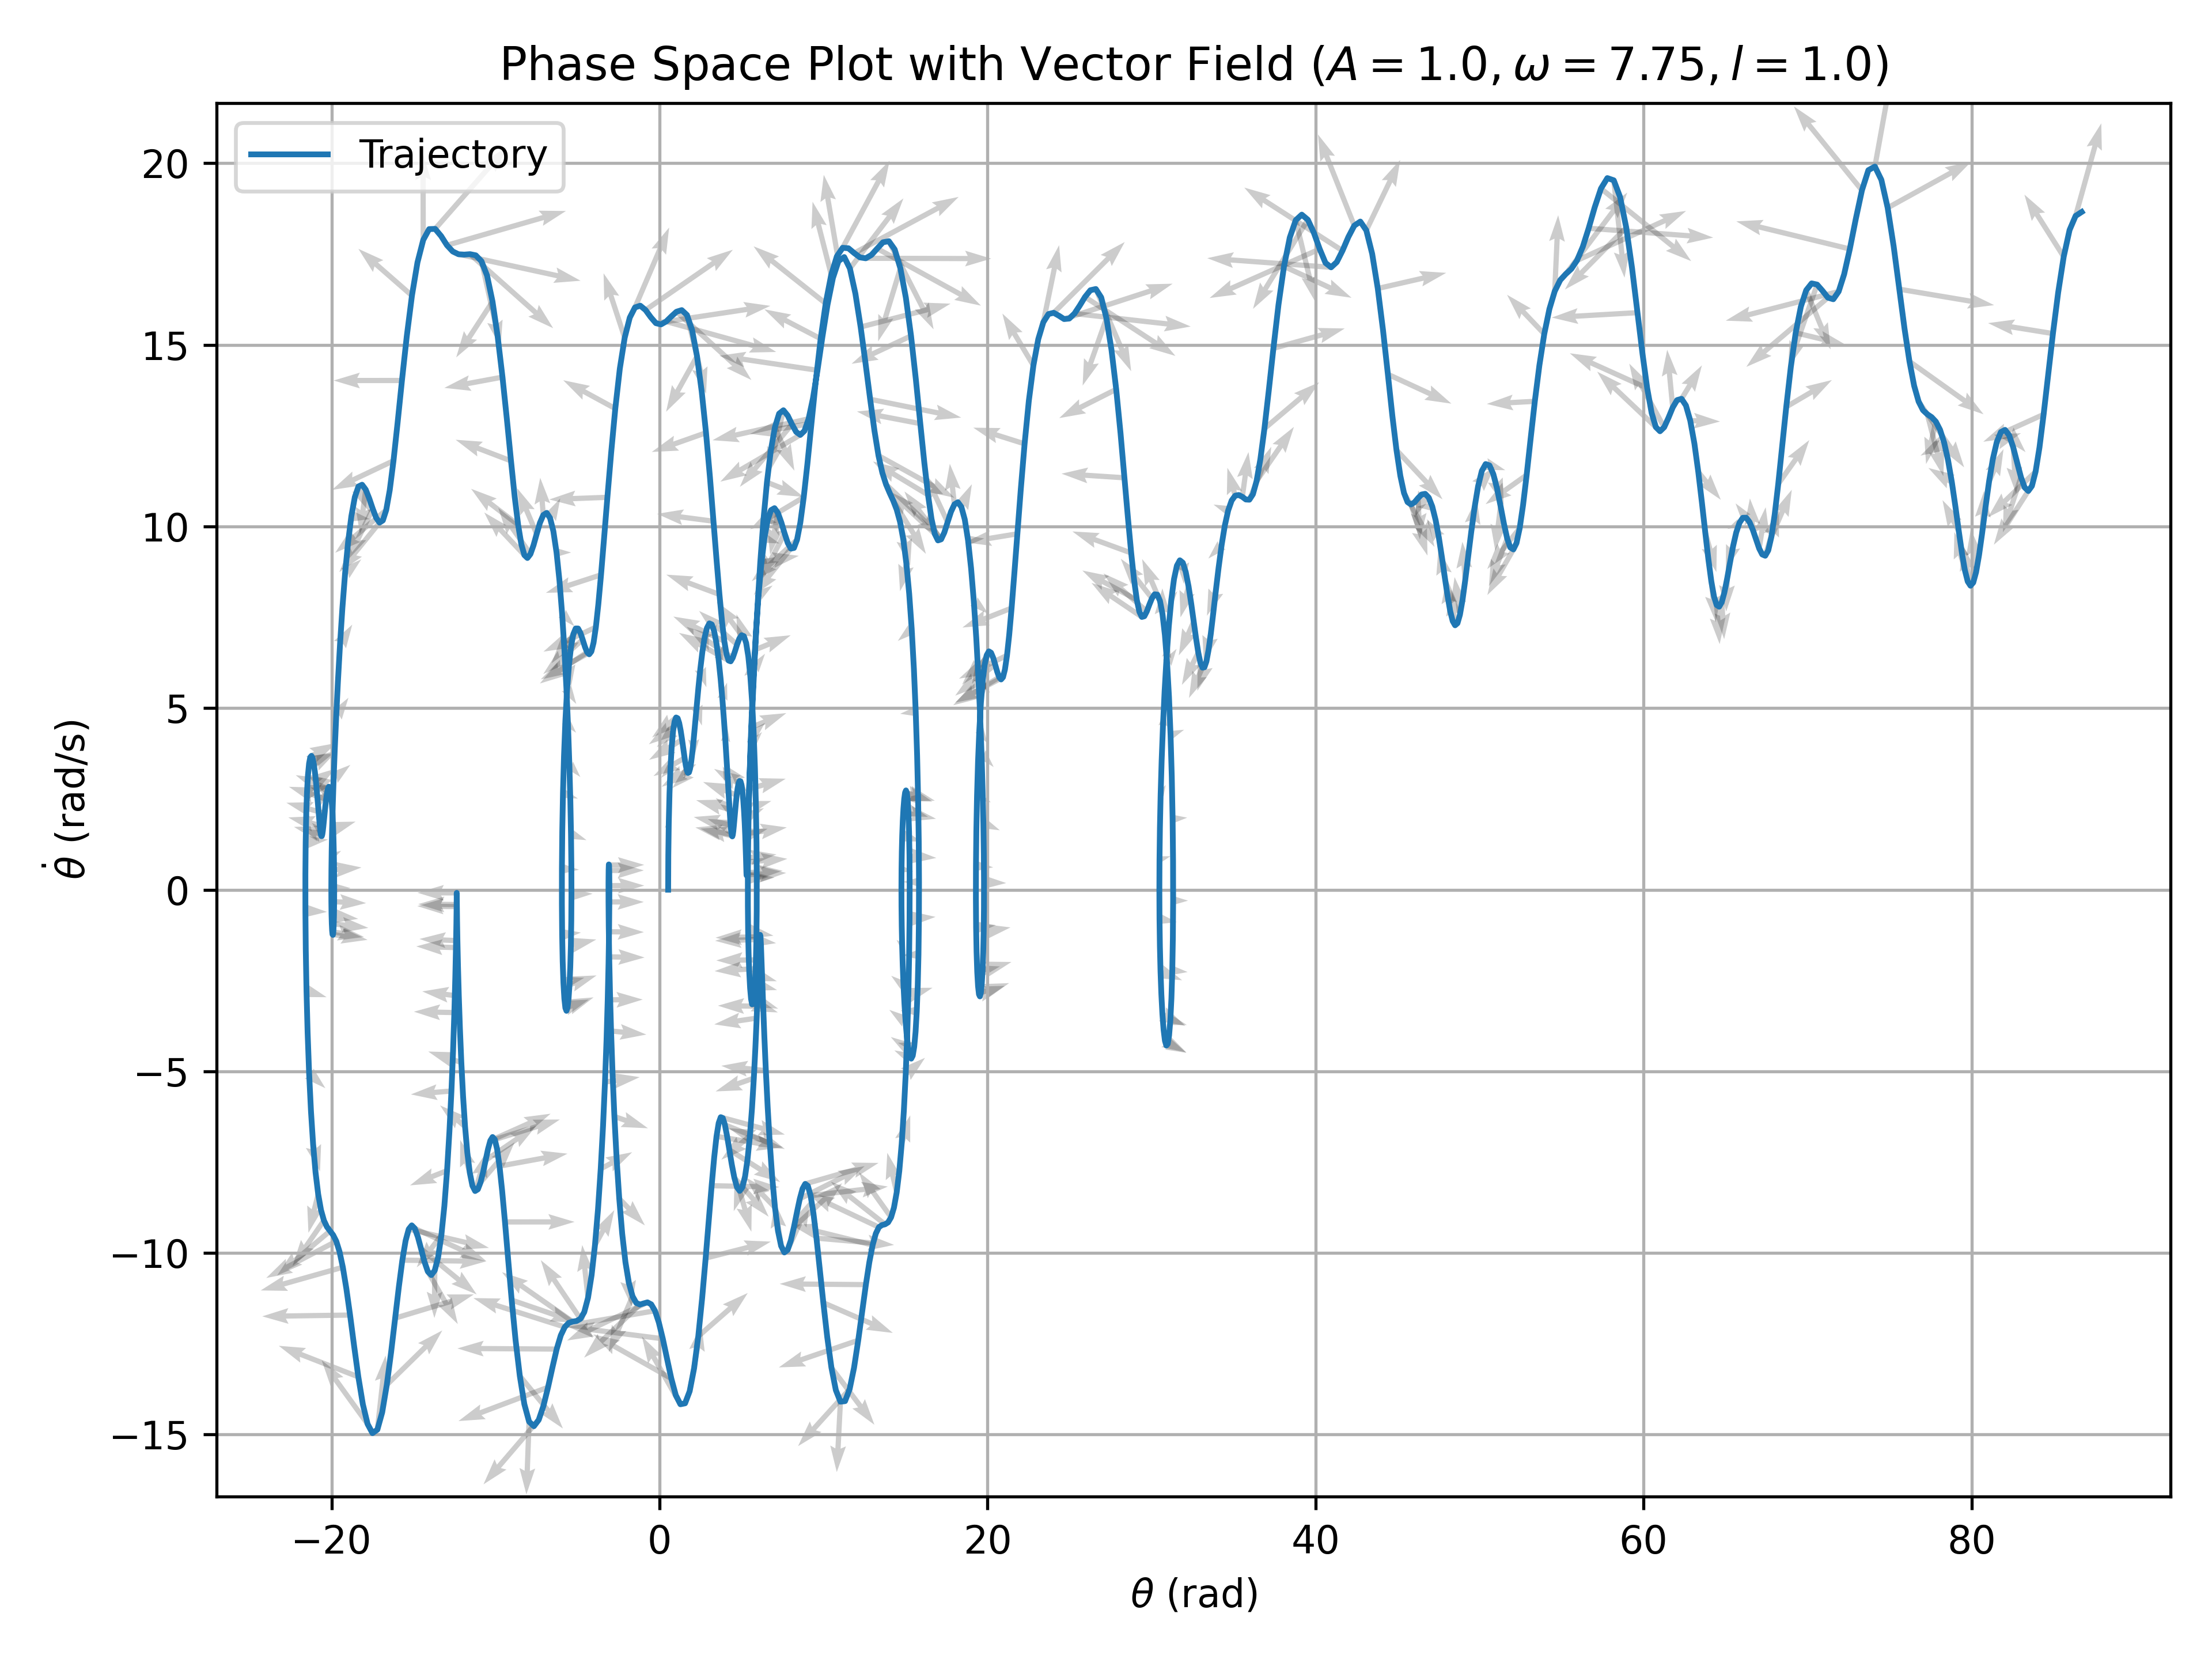 Phase Space Plot with Vector Field (A = 1.0, ω = 7.75, l = 1.0)
Trajectory
20
15
10
5
0
−5
−10
−15
θ̇ (rad/s)
−20 0 20 40 60 80
θ (rad)